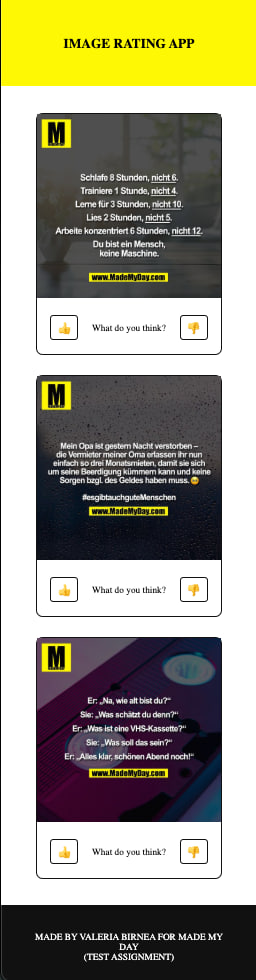 IMAGE RATING APP
M
Schlafe 8 Stunden, nicht 6.
Trainiere 1 Stunde, nicht 4.
Lerne für 3 Stunden, nicht 10.
Lies 2 Stunden, nicht 5.
Arbeite konzentriert 6 Stunden, nicht 12.
Du bist ein Mensch,
keine Maschine.
www.MadeMyDay.com
👍 What do you think? 👎
M
Mein Opa ist gestern Nacht verstorben –
die Vermieter meiner Oma erlassen ihr nun
einfach so drei Monatsmieten, damit sie sich
um seine Beerdigung kümmern kann und keine
Sorgen bzgl. des Geldes haben muss. 🥺
#esgibtauchguteMenschen
www.MadeMyDay.com
👍 What do you think? 👎
M
Er: „Na, wie alt bist du?“
Sie: „Was schätzt du denn?“
Er: „Was ist eine VHS-Kassette?“
Sie: „Was soll das sein?“
Er: „Alles klar, schönen Abend noch!“
www.MadeMyDay.com
👍 What do you think? 👎
MADE BY VALERIA BIRNEA FOR MADE MY
DAY
(TEST ASSIGNMENT)